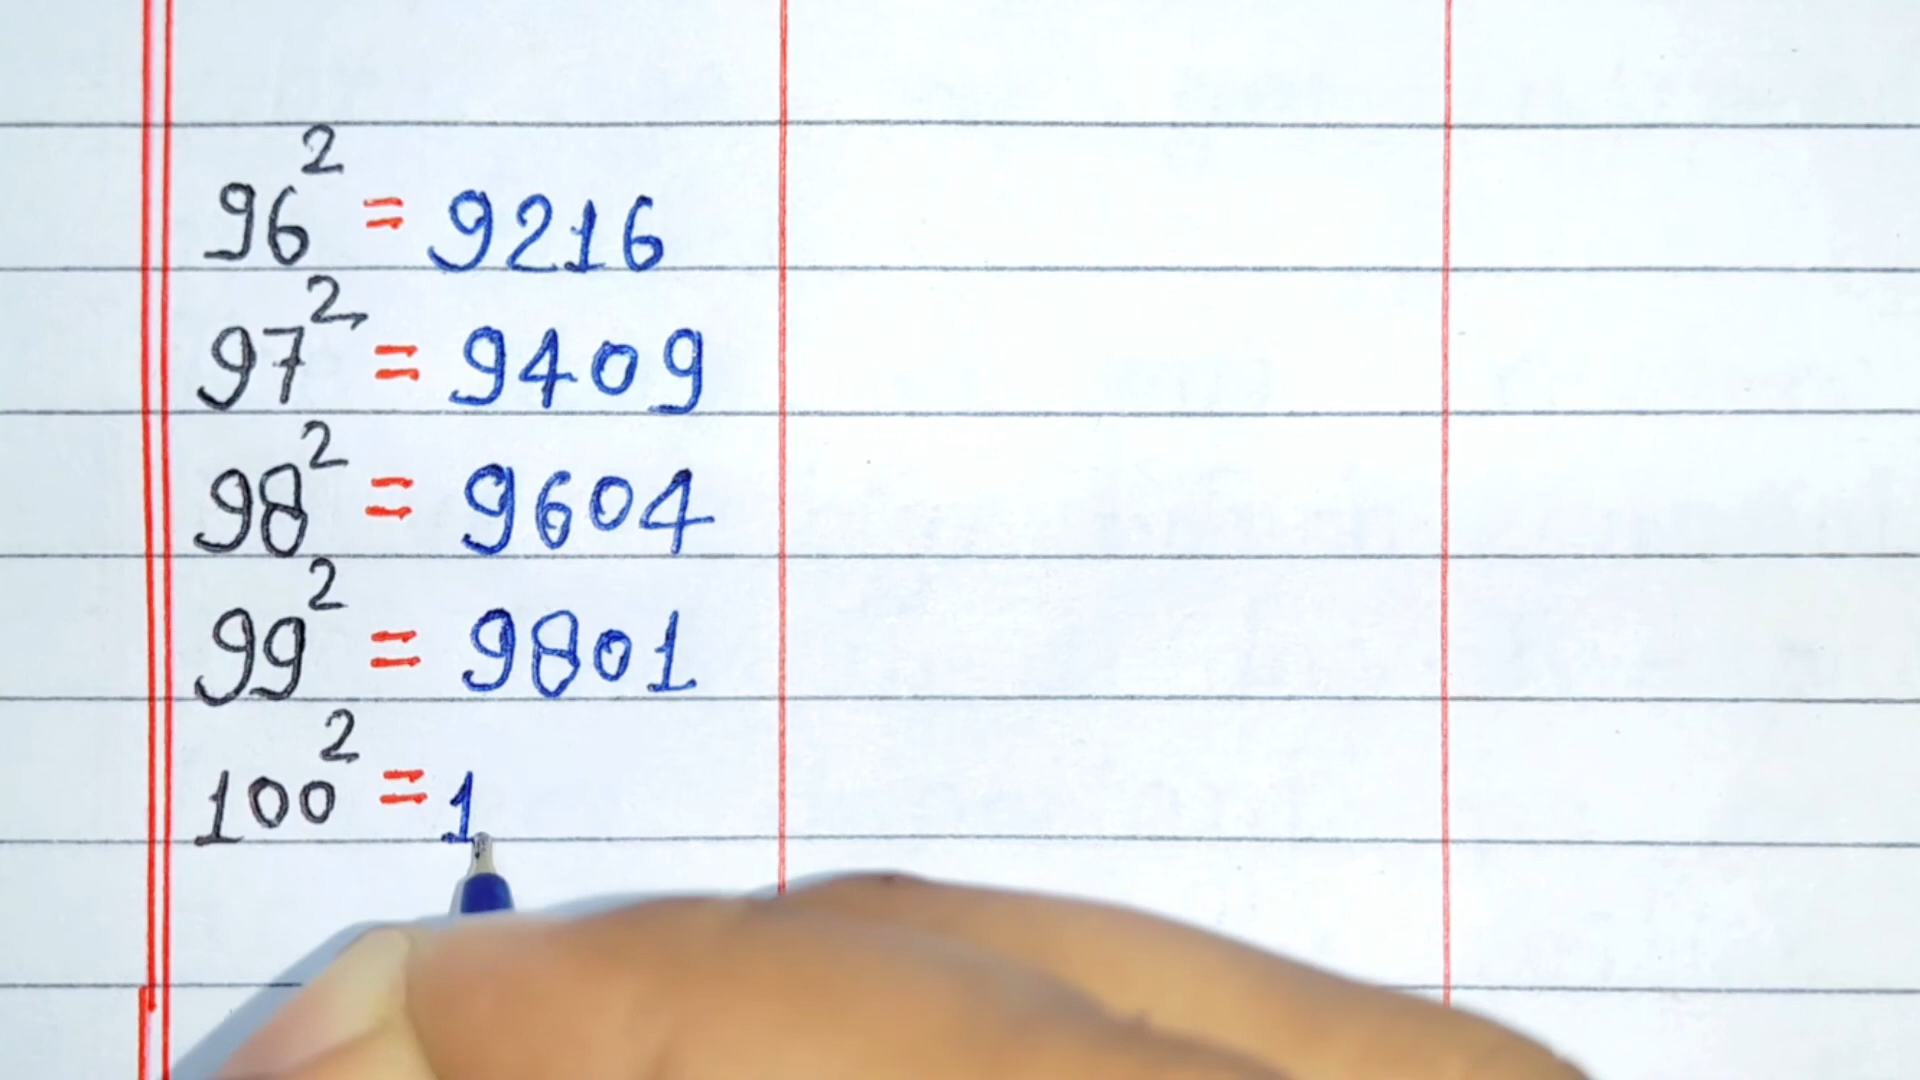 96² = 9216
97² = 9409
98² = 9604
99² = 9801
100² = 1